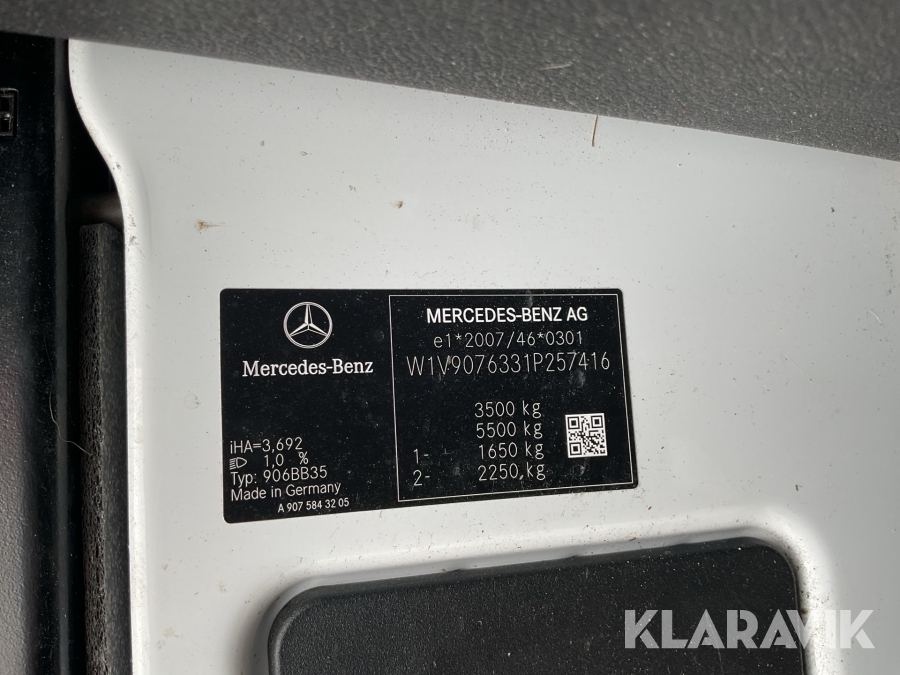 Mercedes-Benz
iHA=3,692
1,0 %
Typ: 906BB35
Made in Germany
A 907 584 32 05
MERCEDES-BENZ AG
e1*2007/46*0301
W1V9076331P257416
3500 kg
5500 kg
1- 1650 kg
2- 2250 kg
KLARAVIK